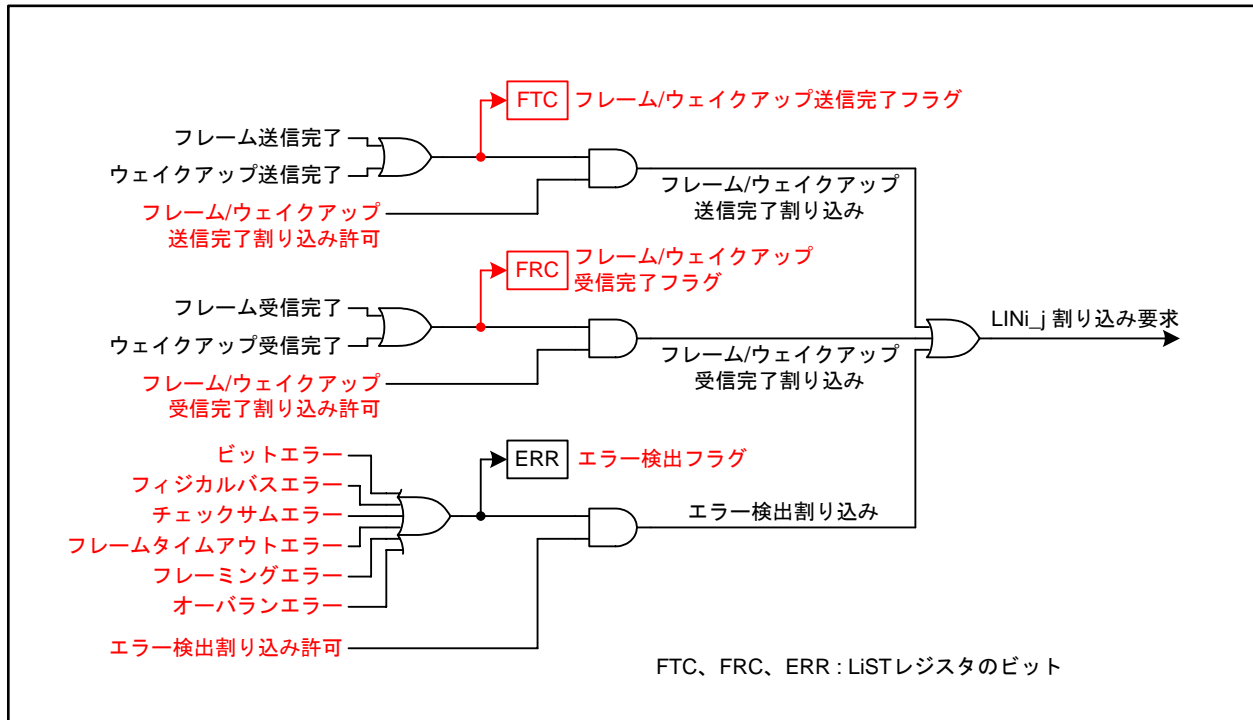 FTC フレーム/ウェイクアップ送信完了フラグ
フレーム送信完了
ウェイクアップ送信完了
フレーム/ウェイクアップ
送信完了割り込み許可
フレーム/ウェイクアップ
送信完了割り込み
FRC フレーム/ウェイクアップ
受信完了フラグ
フレーム受信完了
ウェイクアップ受信完了
フレーム/ウェイクアップ
受信完了割り込み許可
フレーム/ウェイクアップ
受信完了割り込み
LINi_j 割り込み要求
ERR エラー検出フラグ
ビットエラー
フィジカルバスエラー
チェックサムエラー
フレームタイムアウトエラー
フレーミングエラー
オーバランエラー
エラー検出割り込み
エラー検出割り込み許可
FTC、FRC、ERR : LiSTレジスタのビット